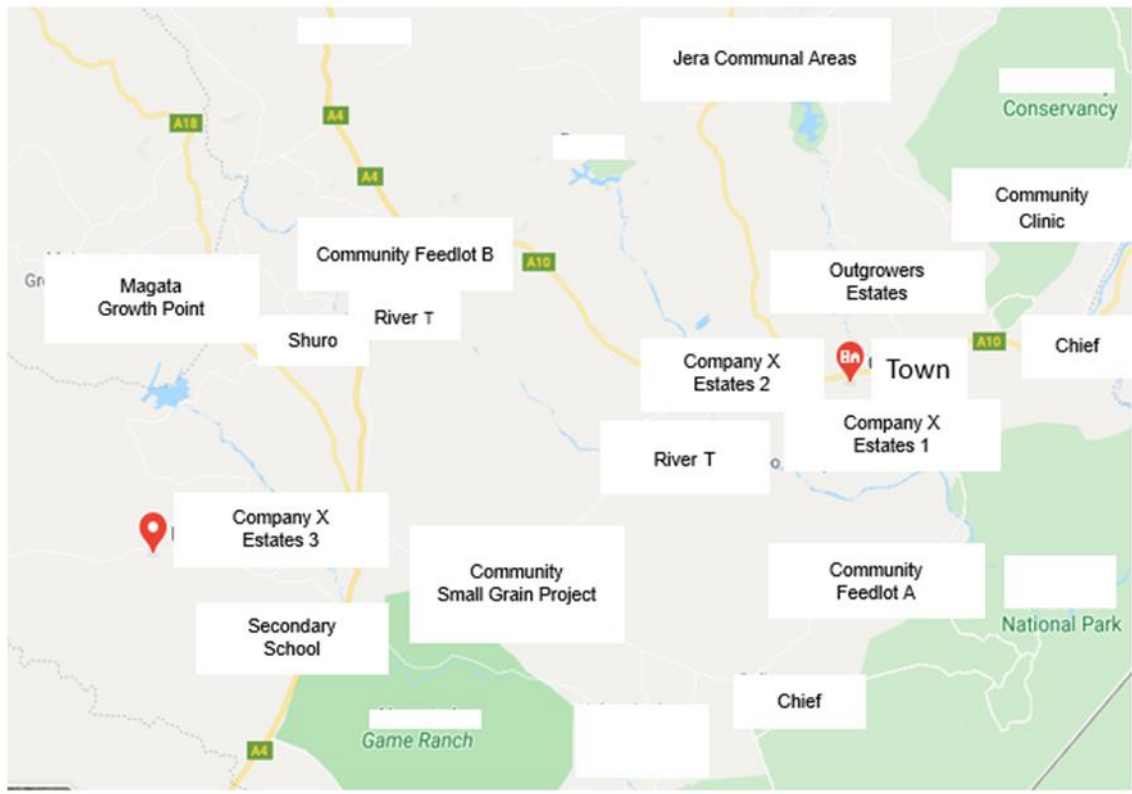 Jera Communal Areas
Conservancy
A18
A4
A4
Community
Clinic
Community Feedlot B
A10
Outgrowers
Estates
Magata
Growth Point
River T
Shuro
A10
Chief
Company X
Estates 2
Town
Company X
Estates 1
River T
Company X
Estates 3
Community
Small Grain Project
Community
Feedlot A
Secondary
School
National Park
Chief
Game Ranch
A4